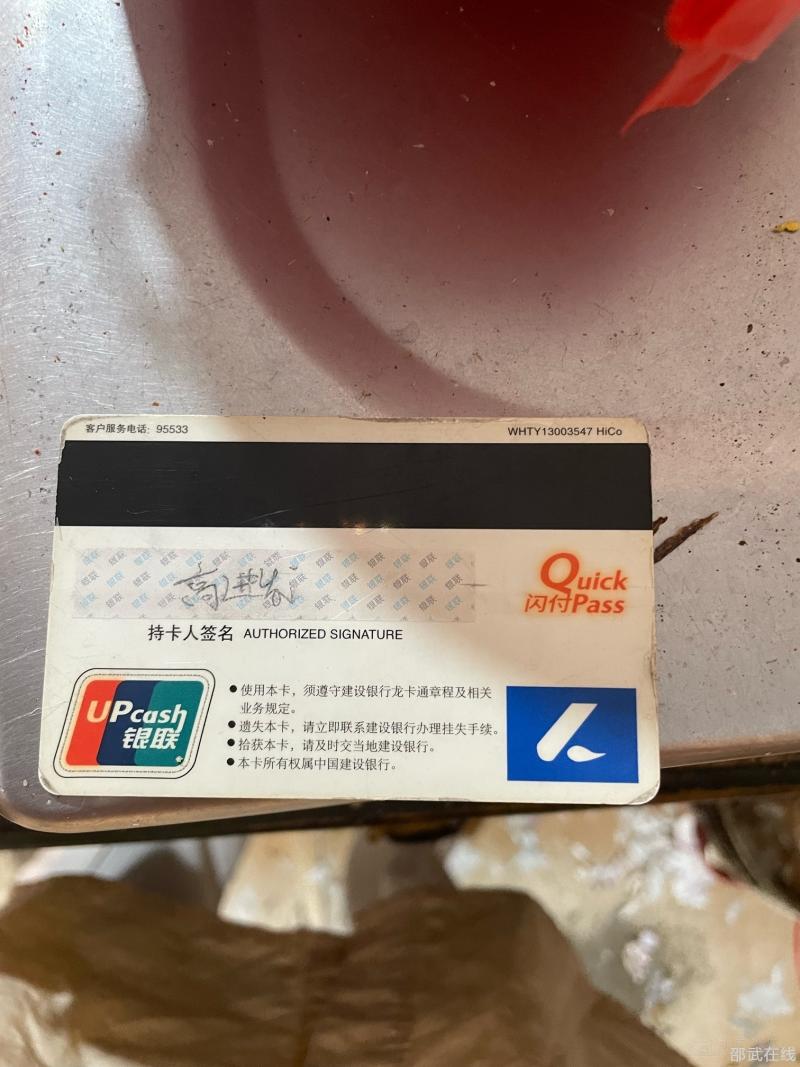 客户服务电话：95533
WHTY13003547 HiCo
Quick
闪付Pass
持卡人签名 AUTHORIZED SIGNATURE
UPcash
银联
●使用本卡，须遵守建设银行龙卡通章程及相关
业务规定。
●遗失本卡，请立即联系建设银行办理挂失手续。
●拾获本卡，请及时交当地建设银行。
●本卡所有权属中国建设银行。
邵武在线